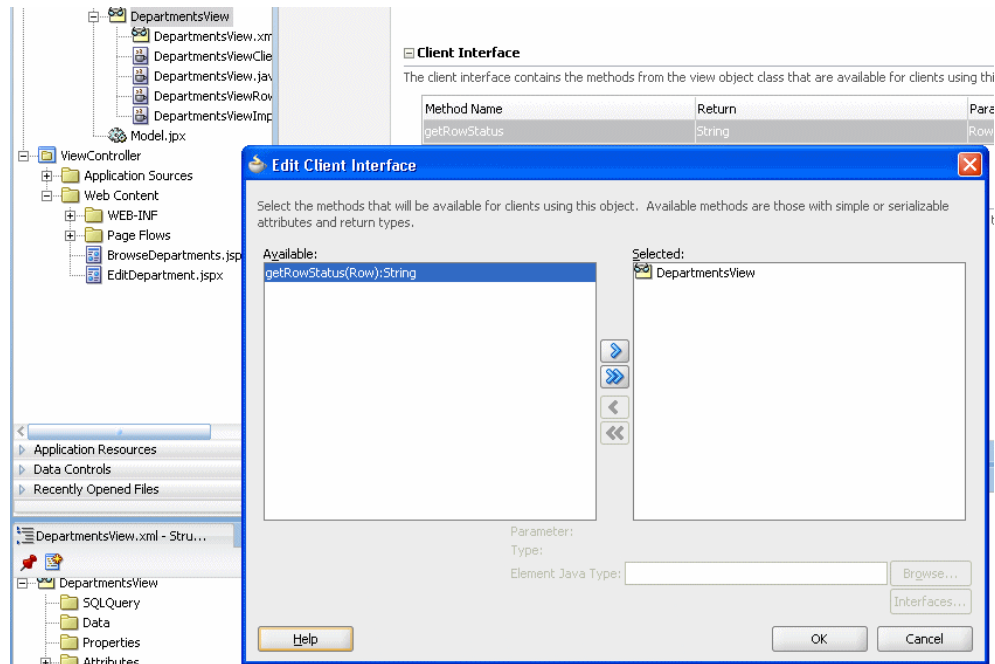 DepartmentsView
DepartmentsView.xm
DepartmentsViewClie
DepartmentsView.jav
DepartmentsViewRow
DepartmentsViewImp
Model.jpx
ViewController
Application Sources
Web Content
WEB-INF
Page Flows
BrowseDepartments.jsp
EditDepartment.jspx
Application Resources
Data Controls
Recently Opened Files
DepartmentsView.xml - Stru...
DepartmentsView
SQLQuery
Data
Properties
Attributes
Client Interface
The client interface contains the methods from the view object class that are available for clients using thi
Method Name Return Para
getRowStatus String Row
Edit Client Interface
Select the methods that will be available for clients using this object. Available methods are those with simple or serializable
attributes and return types.
Available: Selected:
getRowStatus(Row):String DepartmentsView
Parameter:
Type:
Element Java Type: Browse...
Interfaces...
Help OK Cancel